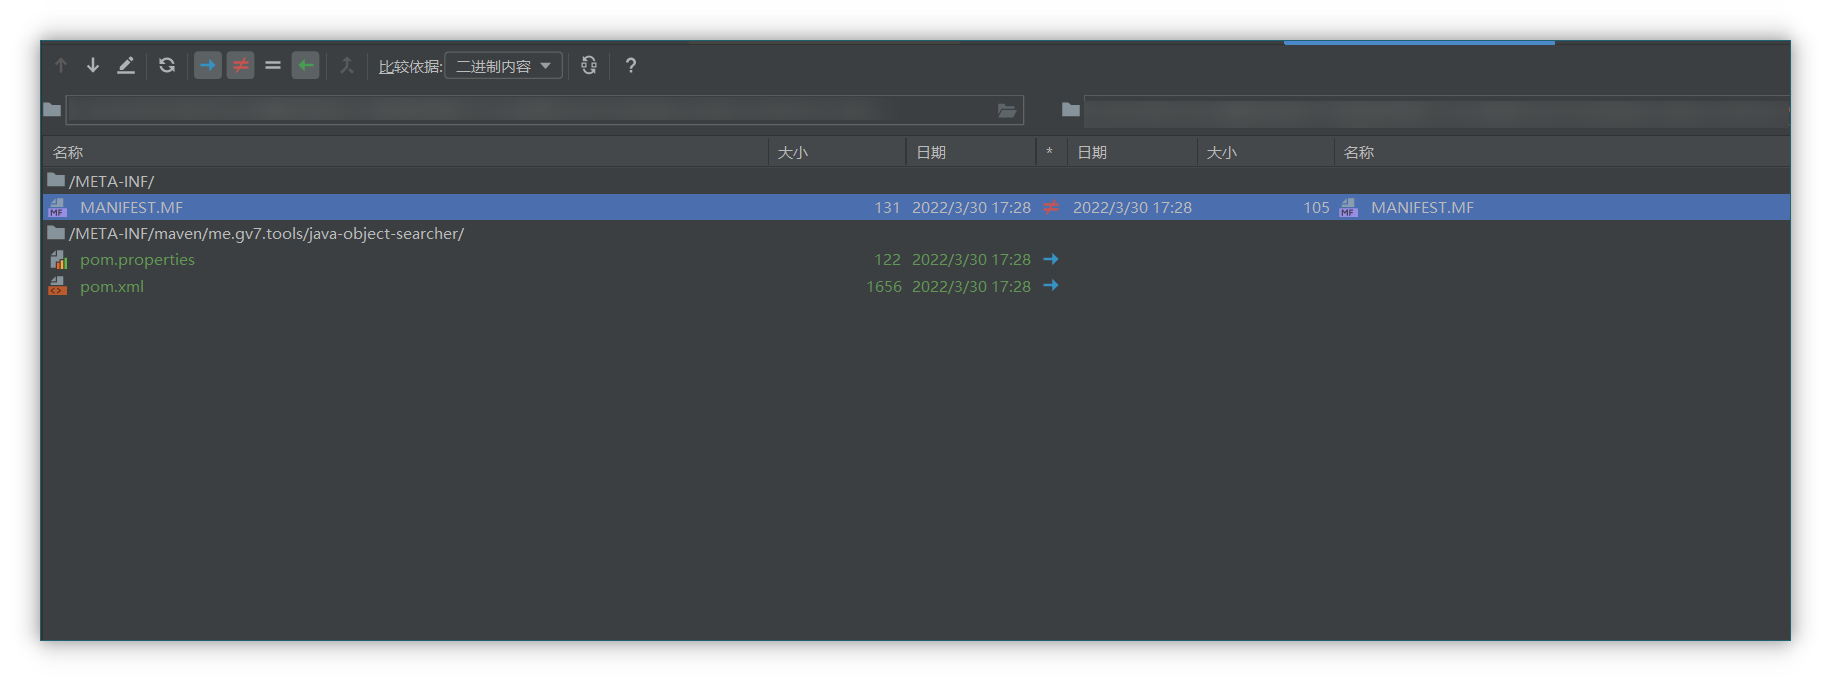 比较依据: 二进制内容 ?
名称 大小 日期 * 日期 大小 名称
/META-INF/
MANIFEST.MF 131 2022/3/30 17:28 ≠ 2022/3/30 17:28 105 MANIFEST.MF
/META-INF/maven/me.gv7.tools/java-object-searcher/
pom.properties 122 2022/3/30 17:28
pom.xml 1656 2022/3/30 17:28